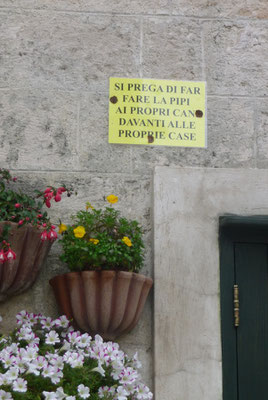 SI PREGA DI FAR
FARE LA PIPI
AI PROPRI CANI
DAVANTI ALLE
PROPRIE CASE